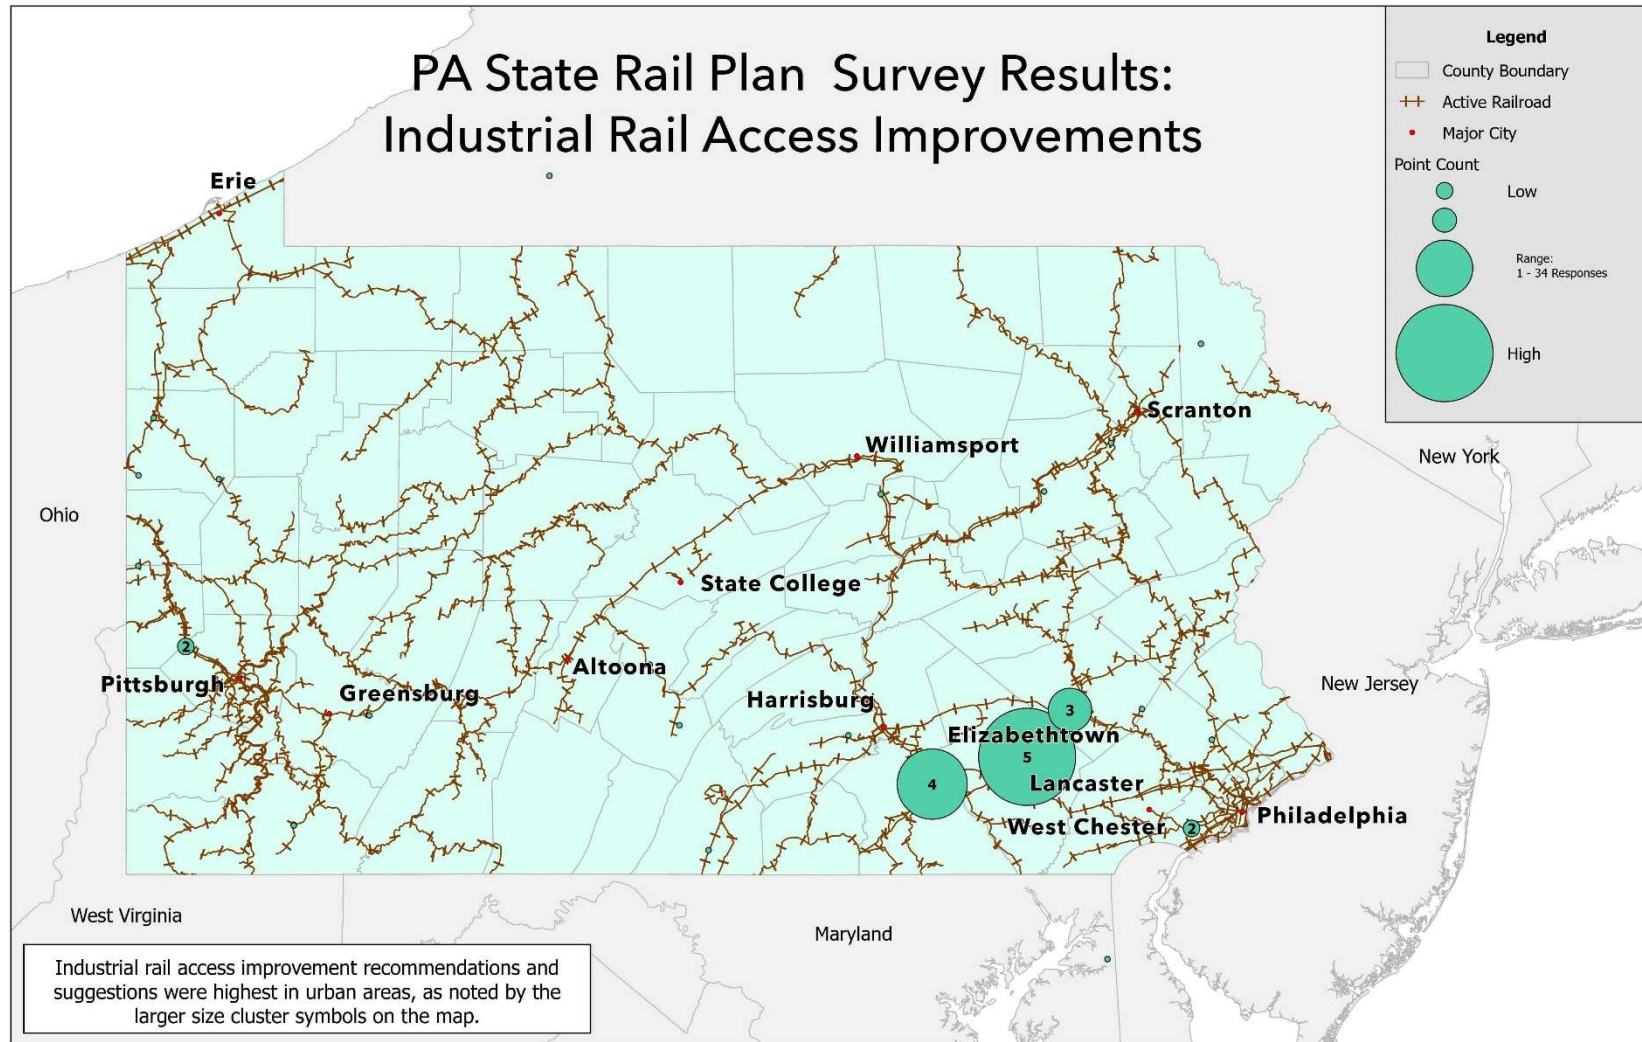 PA State Rail Plan  Survey Results:
Industrial Rail Access Improvements
Legend
County Boundary
Active Railroad
Major City
Point Count
Low
Range:
1 - 34 Responses
High
Erie
Scranton
Williamsport
New York
Ohio
State College
2
Pittsburgh
Greensburg
Altoona
Harrisburg
New Jersey
3
Elizabethtown
5
4
Lancaster
West Chester
2
Philadelphia
West Virginia
Maryland
Industrial rail access improvement recommendations and
suggestions were highest in urban areas, as noted by the
larger size cluster symbols on the map.